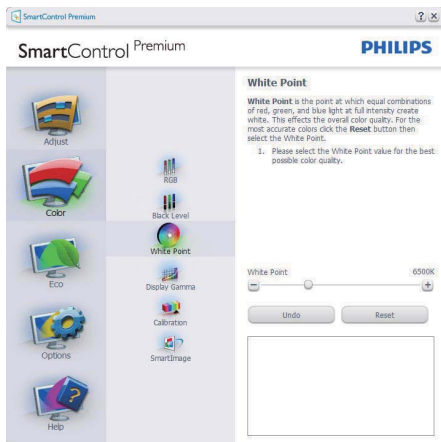 SmartControl Premium
? x
SmartControl Premium
PHILIPS
Adjust
Color
Eco
Options
Help
RGB
Black Level
White Point
Display Gamma
Calibration
SmartImage
White Point
White Point is the point at which equal combinations
of red, green, and blue light at full intensity create
white. This effects the overall color quality. For the
most accurate colors click the Reset button then
select the White Point.
1. Please select the White Point value for the best
possible color quality.
White Point 6500K
Undo Reset